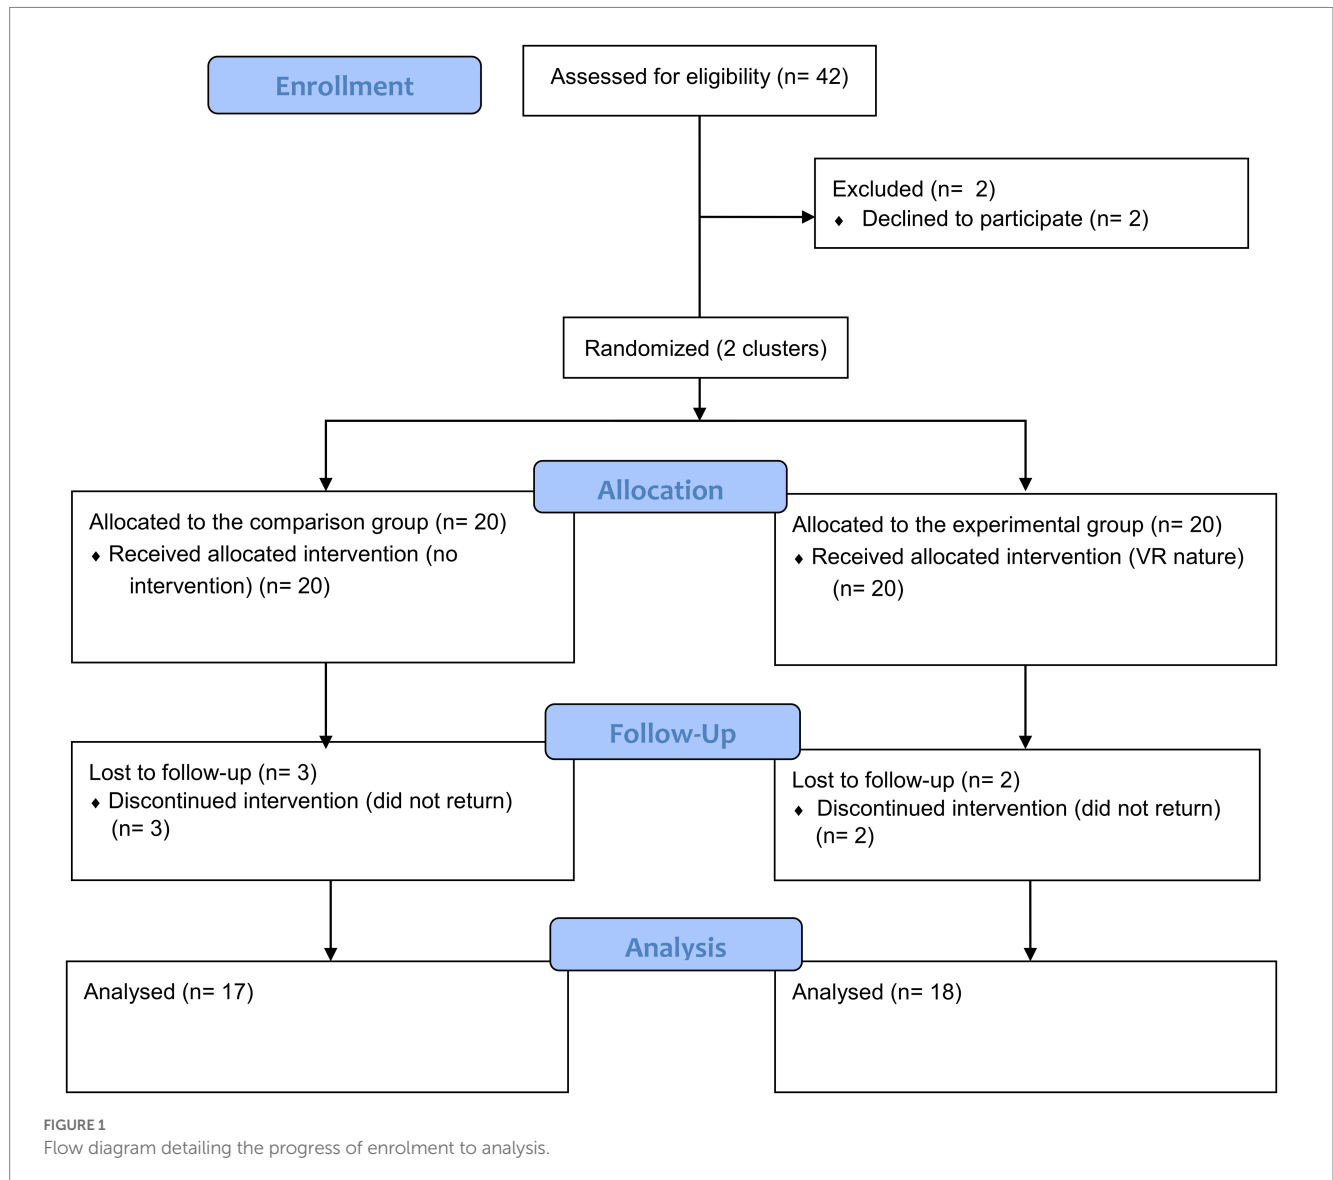 Enrollment
Assessed for eligibility (n= 42)
Excluded (n=  2)
♦ Declined to participate (n= 2)
Randomized (2 clusters)
Allocation
Allocated to the comparison group (n= 20)
♦ Received allocated intervention (no
intervention) (n= 20)
Allocated to the experimental group (n= 20)
♦ Received allocated intervention (VR nature)
(n= 20)
Follow-Up
Lost to follow-up (n= 3)
♦ Discontinued intervention (did not return)
(n= 3)
Lost to follow-up (n= 2)
♦ Discontinued intervention (did not return)
(n= 2)
Analysis
Analysed (n= 17)
Analysed (n= 18)
FIGURE 1
Flow diagram detailing the progress of enrolment to analysis.